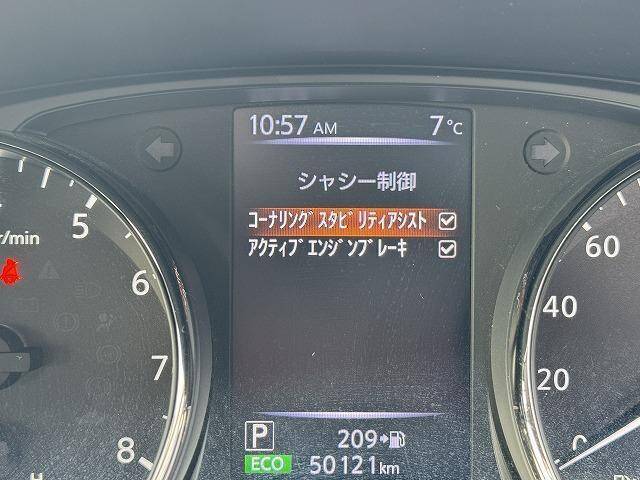 10:57 AM 7°C
シャシー制御
コーナリングスタビリティアシスト
アクティブエンジンブレーキ
r/min
5
6
7
8
H
60
40
20
0
P 209
ECO 50121km